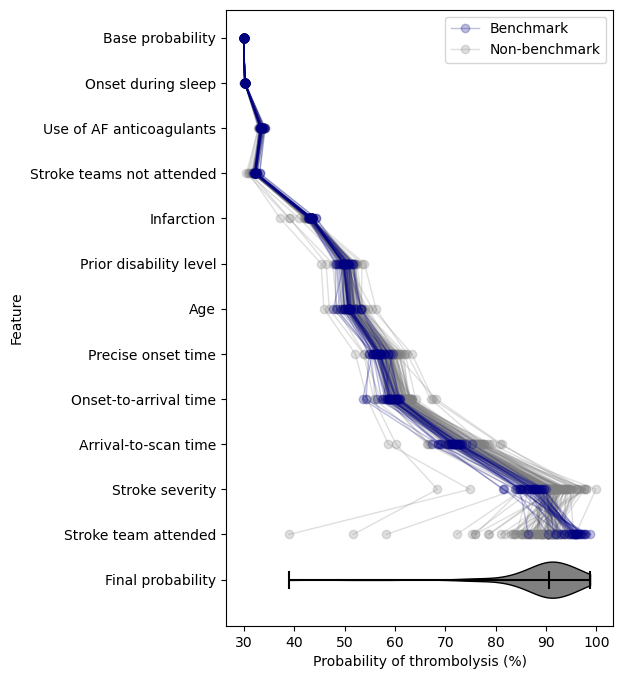 Benchmark
Non-benchmark
Feature
Base probability
Onset during sleep
Use of AF anticoagulants
Stroke teams not attended
Infarction
Prior disability level
Age
Precise onset time
Onset-to-arrival time
Arrival-to-scan time
Stroke severity
Stroke team attended
Final probability
30 40 50 60 70 80 90 100
Probability of thrombolysis (%)